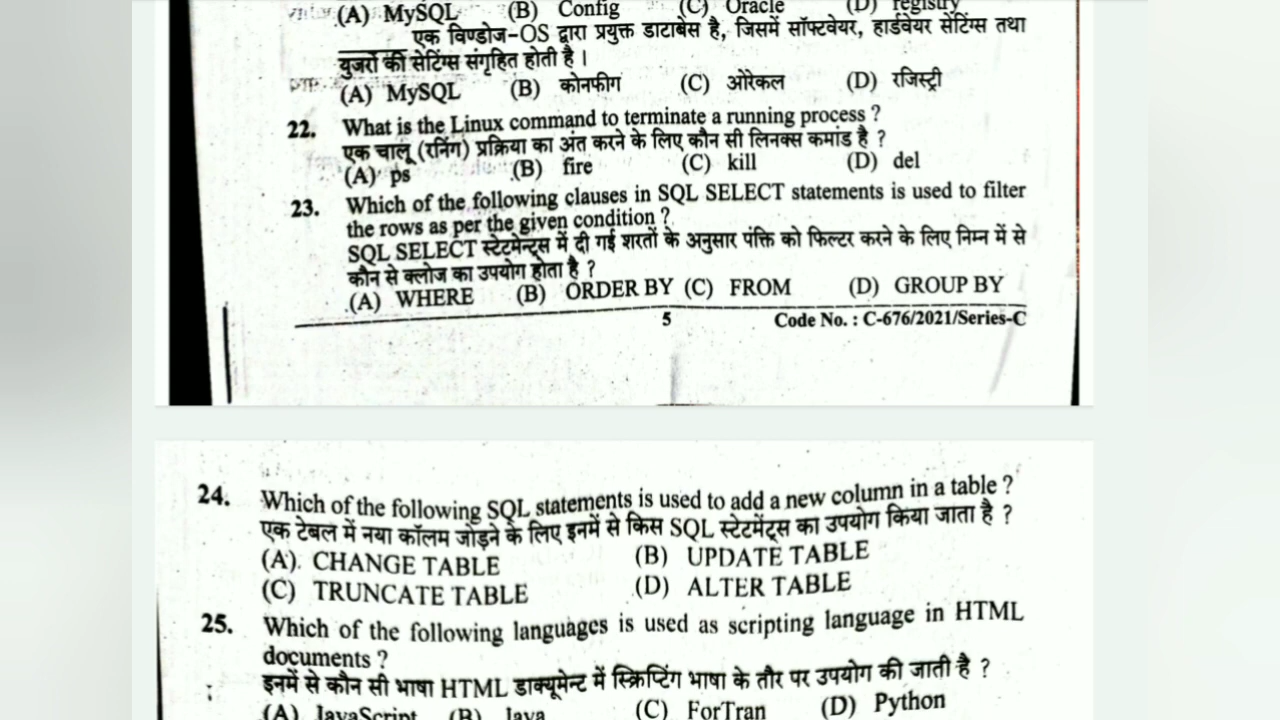 (A) MySQL (B) Config (C) Oracle (D) registry
एक विण्डोज-OS द्वारा प्रयुक्त डाटाबेस है, जिसमें सॉफ्टवेयर, हार्डवेयर सेटिंग्स तथा
युजरों की सेटिंग्स संगृहित होती है ।
(A) MySQL (B) कोनफीग (C) ओरेकल (D) रजिस्ट्री
22. What is the Linux command to terminate a running process ?
एक चालू (रनिंग) प्रक्रिया का अंत करने के लिए कौन सी लिनक्स कमांड है ?
(A) ps (B) fire (C) kill (D) del
23. Which of the following clauses in SQL SELECT statements is used to filter
the rows as per the given condition ?
SQL SELECT स्टेटमेन्ट्स में दी गई शरतों के अनुसार पंक्ति को फिल्टर करने के लिए निम्न में से
कौन से क्लोज का उपयोग होता है ?
(A) WHERE (B) ORDER BY (C) FROM (D) GROUP BY
5 Code No. : C-676/2021/Series-C
24. Which of the following SQL statements is used to add a new column in a table ?
एक टेबल में नया कॉलम जोड़ने के लिए इनमें से किस SQL स्टेटमेंट्स का उपयोग किया जाता है ?
(A). CHANGE TABLE (B) UPDATE TABLE
(C) TRUNCATE TABLE (D) ALTER TABLE
25. Which of the following languages is used as scripting language in HTML
documents ?
इनमें से कौन सी भाषा HTML डाक्यूमेन्ट में स्क्रिप्टिंग भाषा के तौर पर उपयोग की जाती है ?
(A) JavaScript (B) Java (C) ForTran (D) Python